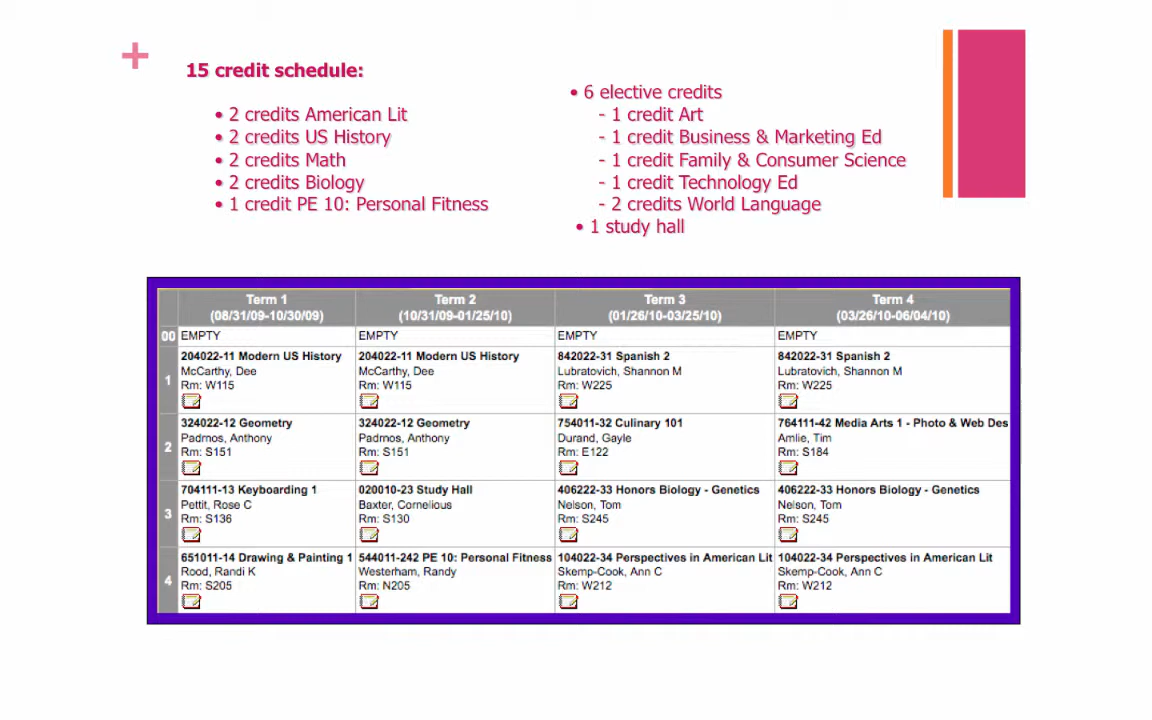 +
15 credit schedule:
• 2 credits American Lit
• 2 credits US History
• 2 credits Math
• 2 credits Biology
• 1 credit PE 10: Personal Fitness
• 6 elective credits
- 1 credit Art
- 1 credit Business & Marketing Ed
- 1 credit Family & Consumer Science
- 1 credit Technology Ed
- 2 credits World Language
• 1 study hall
Term 1 Term 2 Term 3 Term 4
(08/31/09-10/30/09) (10/31/09-01/25/10) (01/26/10-03/25/10) (03/26/10-06/04/10)
00 EMPTY EMPTY EMPTY EMPTY
1
204022-11 Modern US History 204022-11 Modern US History 842022-31 Spanish 2 842022-31 Spanish 2
McCarthy, Dee McCarthy, Dee Lubratovich, Shannon M Lubratovich, Shannon M
Rm: W115 Rm: W115 Rm: W225 Rm: W225
2
324022-12 Geometry 324022-12 Geometry 754011-32 Culinary 101 764111-42 Media Arts 1 - Photo & Web Des
Padrnos, Anthony Padrnos, Anthony Durand, Gayle Amlie, Tim
Rm: S151 Rm: S151 Rm: E122 Rm: S184
3
704111-13 Keyboarding 1 020010-23 Study Hall 406222-33 Honors Biology - Genetics 406222-33 Honors Biology - Genetics
Pettit, Rose C Baxter, Cornelious Nelson, Tom Nelson, Tom
Rm: S136 Rm: S130 Rm: S245 Rm: S245
4
651011-14 Drawing & Painting 1 544011-242 PE 10: Personal Fitness 104022-34 Perspectives in American Lit 104022-34 Perspectives in American Lit
Rood, Randi K Westerham, Randy Skemp-Cook, Ann C Skemp-Cook, Ann C
Rm: S205 Rm: N205 Rm: W212 Rm: W212